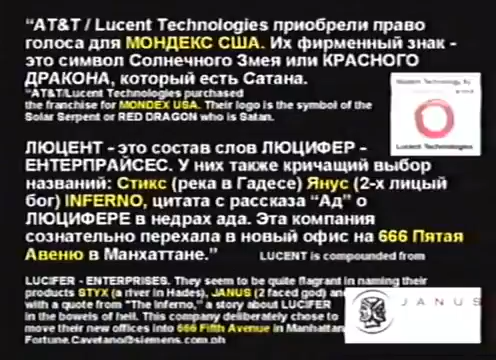 “AT&T / Lucent Technologies приобрели право
голоса для МОНДЕКС США. Их фирменный знак -
это символ Солнечного Змея или КРАСНОГО
ДРАКОНА, который есть Сатана.
“AT&T/Lucent Technologies purchased
the franchise for MONDEX USA. Their logo is the symbol of the
Solar Serpent or RED DRAGON who is Satan.
Lucent Technologies
ЛЮЦЕНТ - это состав слов ЛЮЦИФЕР -
ЕНТЕРПРАЙСЕС. У них также кричащий выбор
названий: Стикс (река в Гадесе) Янус (2-х лицый
бог) INFERNO, цитата с рассказа “Ад” о
ЛЮЦИФЕРЕ в недрах ада. Эта компания
сознательно перехала в новый офис на 666 Пятая
Авеню в Манхаттане.” LUCENT is compounded from
LUCIFER - ENTERPRISES. They seem to be quite flagrant in naming their
products STYX (a river in Hades), JANUS (2 faced god) and
with a quote from "The Inferno," a story about LUCIFER
in the bowels of hell. This company deliberately chose to
move their new offices into 666 Fifth Avenue in Manhattan
Fortune.Cavetano@siemens.com.ph
JANUS